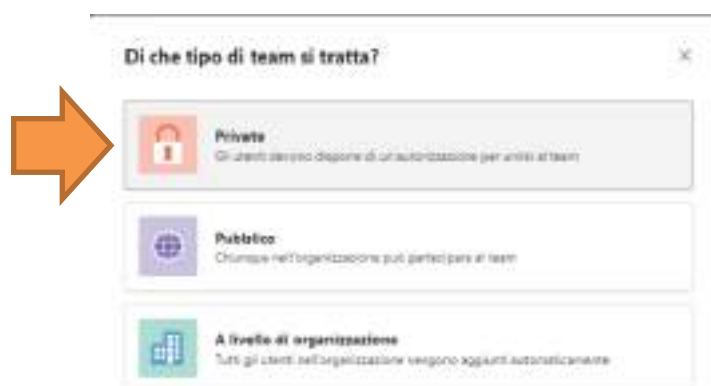 Di che tipo di team si tratta?
Privato
Gli utenti devono disporre di un'autorizzazione per unirsi al team
Pubblico
Chiunque nell'organizzazione può partecipare al team
A livello di organizzazione
Tutti gli utenti nell'organizzazione vengono aggiunti automaticamente